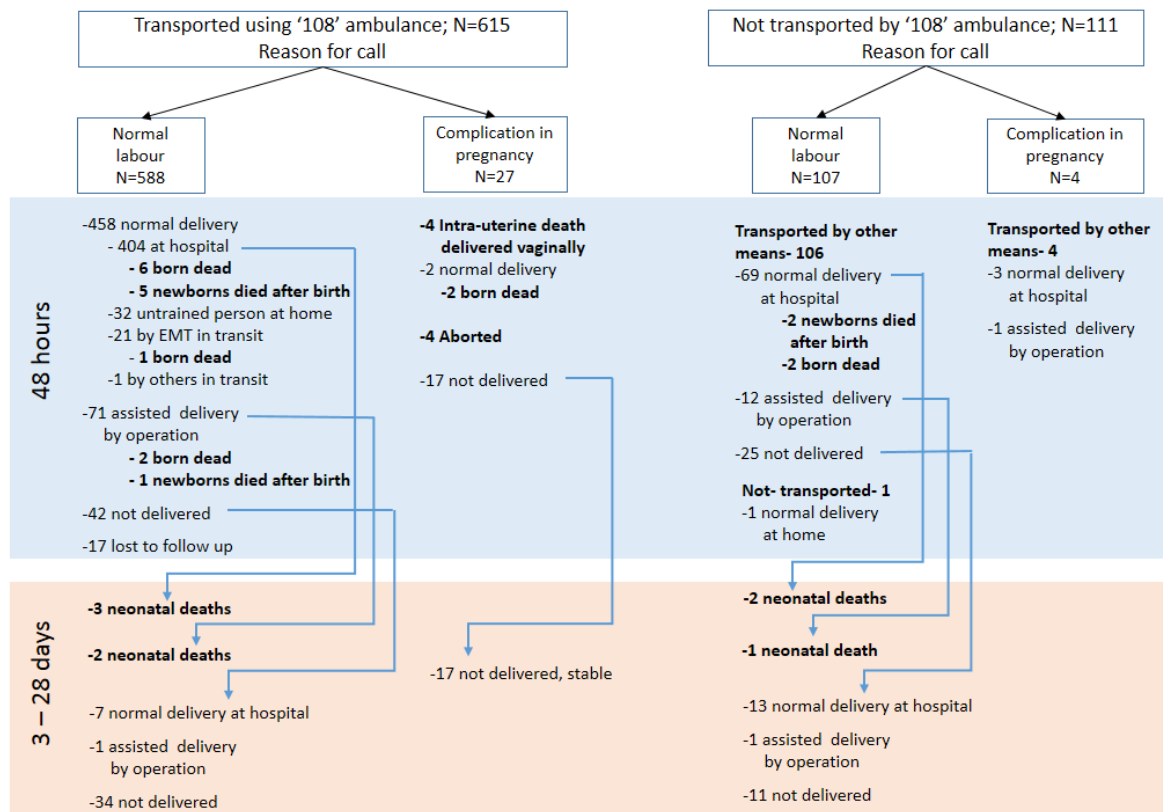 Transported using ‘108’ ambulance; N=615
Reason for call
Not transported by ‘108’ ambulance; N=111
Reason for call
Normal
labour
N=588
Complication in
pregnancy
N=27
Normal
labour
N=107
Complication in
pregnancy
N=4
48 hours
-458 normal delivery
- 404 at hospital
- 6 born dead
- 5 newborns died after birth
-32 untrained person at home
-21 by EMT in transit
- 1 born dead
-1 by others in transit
-71 assisted delivery
by operation
- 2 born dead
- 1 newborns died after birth
-42 not delivered
-17 lost to follow up
-4 Intra-uterine death
delivered vaginally
-2 normal delivery
-2 born dead
-4 Aborted
-17 not delivered
Transported by other
means- 106
-69 normal delivery
at hospital
-2 newborns died
after birth
-2 born dead
-12 assisted delivery
by operation
-25 not delivered
Not- transported- 1
-1 normal delivery
at home
Transported by other
means- 4
-3 normal delivery
at hospital
-1 assisted delivery
by operation
3 – 28 days
-3 neonatal deaths
-2 neonatal deaths
-7 normal delivery at hospital
-1 assisted delivery
by operation
-34 not delivered
-17 not delivered, stable
-2 neonatal deaths
-1 neonatal death
-13 normal delivery at hospital
-1 assisted delivery
by operation
-11 not delivered